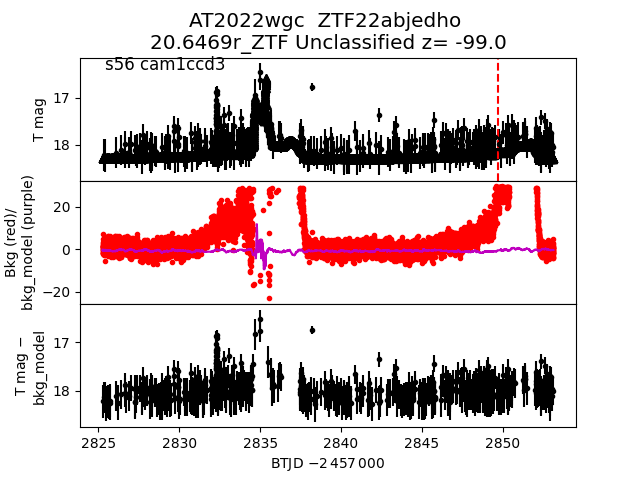 AT2022wgc  ZTF22abjedho
20.6469r_ZTF Unclassified z= -99.0
s56 cam1ccd3
T mag
17
18
Bkg (red)/
bkg_model (purple)
20
0
−20
T mag −
bkg_model
17
18
2825 2830 2835 2840 2845 2850
BTJD −2 457 000